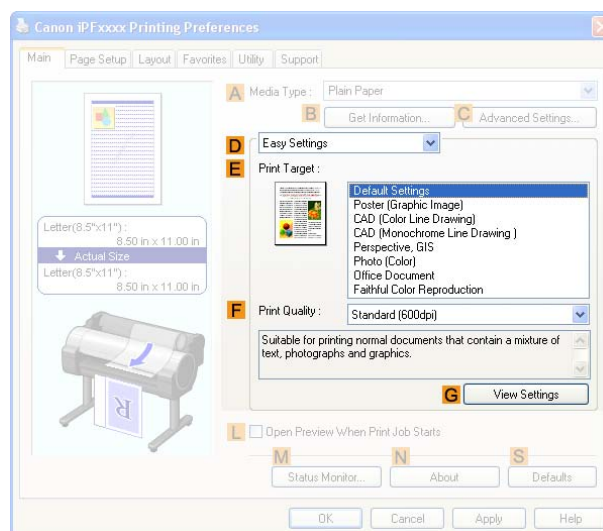 Canon iPFxxxx Printing Preferences
Main Page Setup Layout Favorites Utility Support
A Media Type : Plain Paper
B Get Information... C Advanced Settings...
D Easy Settings
E Print Target :
Default Settings
Poster (Graphic Image)
CAD (Color Line Drawing)
CAD (Monochrome Line Drawing )
Perspective, GIS
Photo (Color)
Office Document
Faithful Color Reproduction
Letter(8.5"x11") :
8.50 in x 11.00 in
Actual Size
Letter(8.5"x11") :
8.50 in x 11.00 in
F Print Quality : Standard (600dpi)
Suitable for printing normal documents that contain a mixture of
text, photographs and graphics.
G View Settings
R
L Open Preview When Print Job Starts
M Status Monitor... N About S Defaults
OK Cancel Apply Help